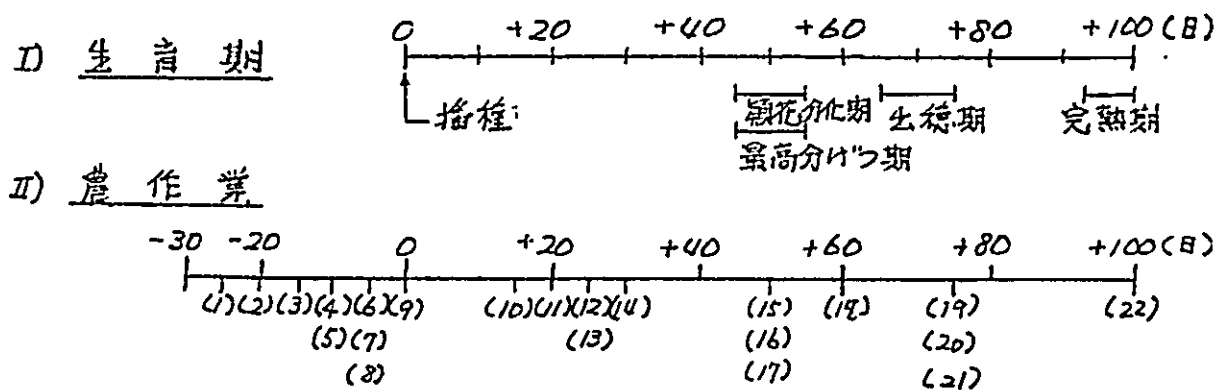 0 +20 +40 +60 +80 +100(日)
I) 生育期
播種
穎花分化期 出穂期 完熟期
最高分げつ期
II) 農作業
-30 -20 0 +20 +40 +60 +80 +100(日)
(1)(2)(3)(4)(6)(9) (10)(11)(12)(14) (15) (19) (19) (22)
(5)(7) (13) (16) (20)
(8) (17) (21)